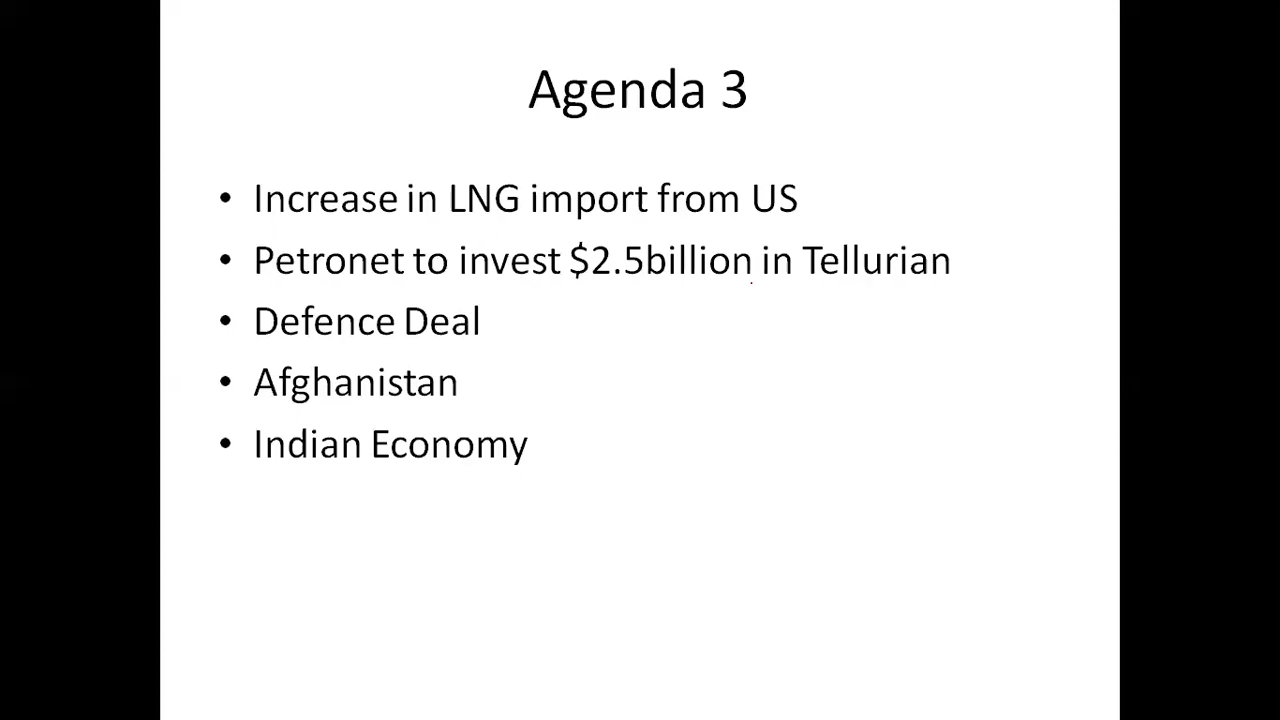 Agenda 3
• Increase in LNG import from US
• Petronet to invest $2.5billion in Tellurian
• Defence Deal
• Afghanistan
• Indian Economy